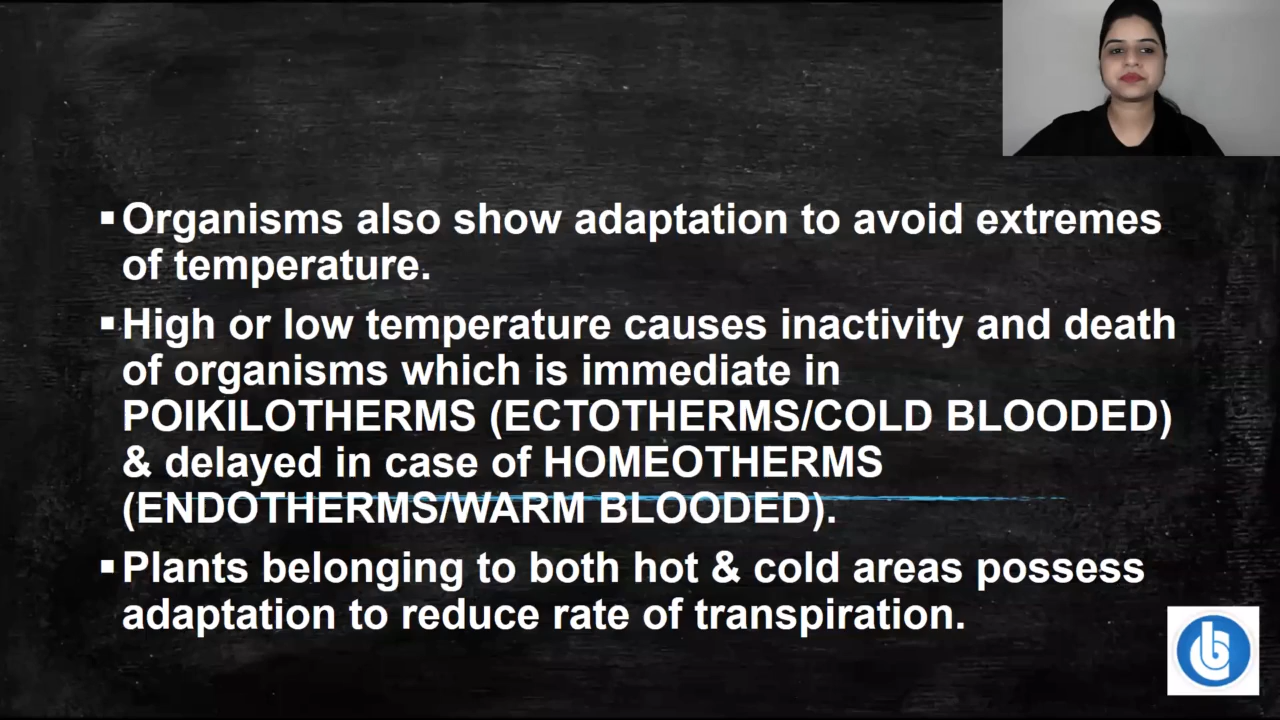 ▪Organisms also show adaptation to avoid extremes
of temperature.
▪High or low temperature causes inactivity and death
of organisms which is immediate in
POIKILOTHERMS (ECTOTHERMS/COLD BLOODED)
& delayed in case of HOMEOTHERMS
(ENDOTHERMS/WARM BLOODED).
▪Plants belonging to both hot & cold areas possess
adaptation to reduce rate of transpiration.